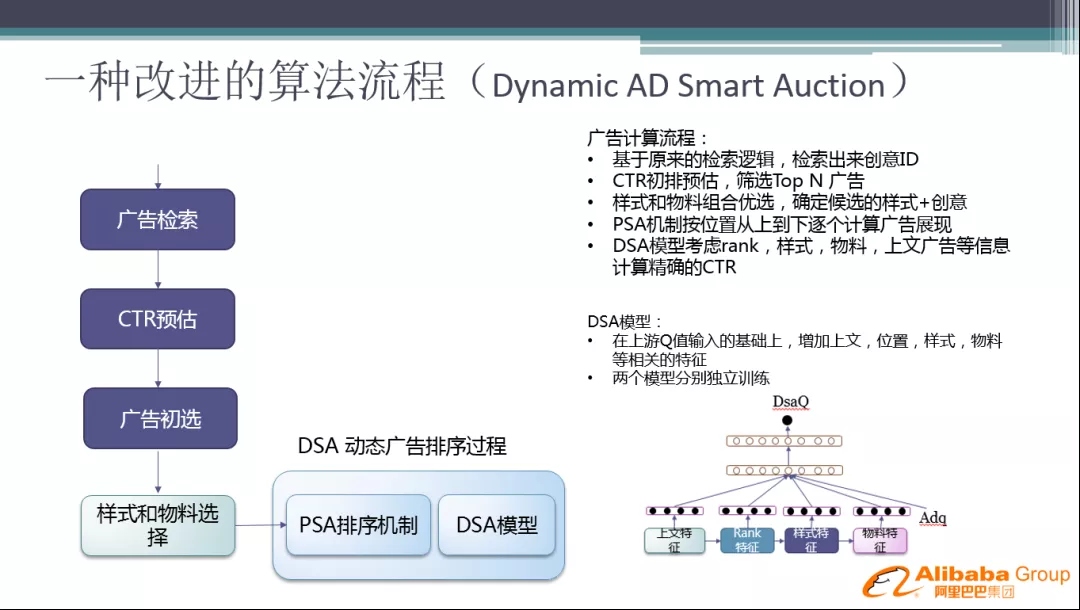 一种改进的算法流程（Dynamic AD Smart Auction）
广告检索
CTR预估
广告初选
样式和物料选
择
DSA 动态广告排序过程
PSA排序机制
DSA模型
广告计算流程：
• 基于原来的检索逻辑，检索出来创意ID
• CTR初排预估，筛选Top N 广告
• 样式和物料组合优选，确定候选的样式+创意
• PSA机制按位置从上到下逐个计算广告展现
• DSA模型考虑rank，样式，物料，上文广告等信息
计算精确的CTR
DSA模型：
• 在上游Q值输入的基础上，增加上文，位置，样式，物料
等相关的特征
• 两个模型分别独立训练
DsaQ
Adq
上文特
征
Rank
特征
样式特
征
物料特
征
Alibaba Group
阿里巴巴集团